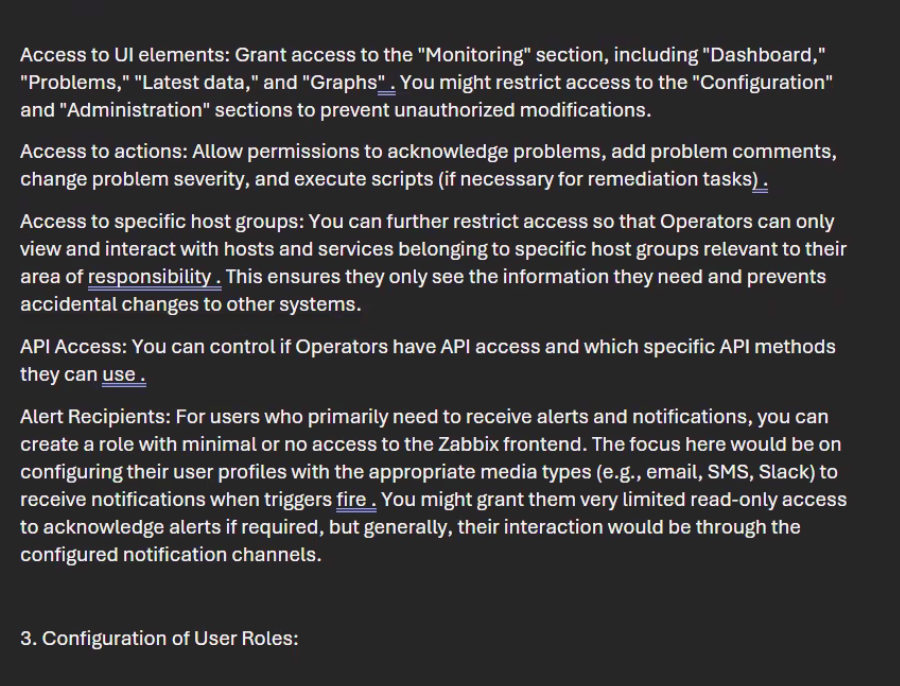 Access to UI elements: Grant access to the "Monitoring" section, including "Dashboard,"
"Problems," "Latest data," and "Graphs" . You might restrict access to the "Configuration"
and "Administration" sections to prevent unauthorized modifications.
Access to actions: Allow permissions to acknowledge problems, add problem comments,
change problem severity, and execute scripts (if necessary for remediation tasks) .
Access to specific host groups: You can further restrict access so that Operators can only
view and interact with hosts and services belonging to specific host groups relevant to their
area of responsibility . This ensures they only see the information they need and prevents
accidental changes to other systems.
API Access: You can control if Operators have API access and which specific API methods
they can use .
Alert Recipients: For users who primarily need to receive alerts and notifications, you can
create a role with minimal or no access to the Zabbix frontend. The focus here would be on
configuring their user profiles with the appropriate media types (e.g., email, SMS, Slack) to
receive notifications when triggers fire . You might grant them very limited read-only access
to acknowledge alerts if required, but generally, their interaction would be through the
configured notification channels.
3. Configuration of User Roles: